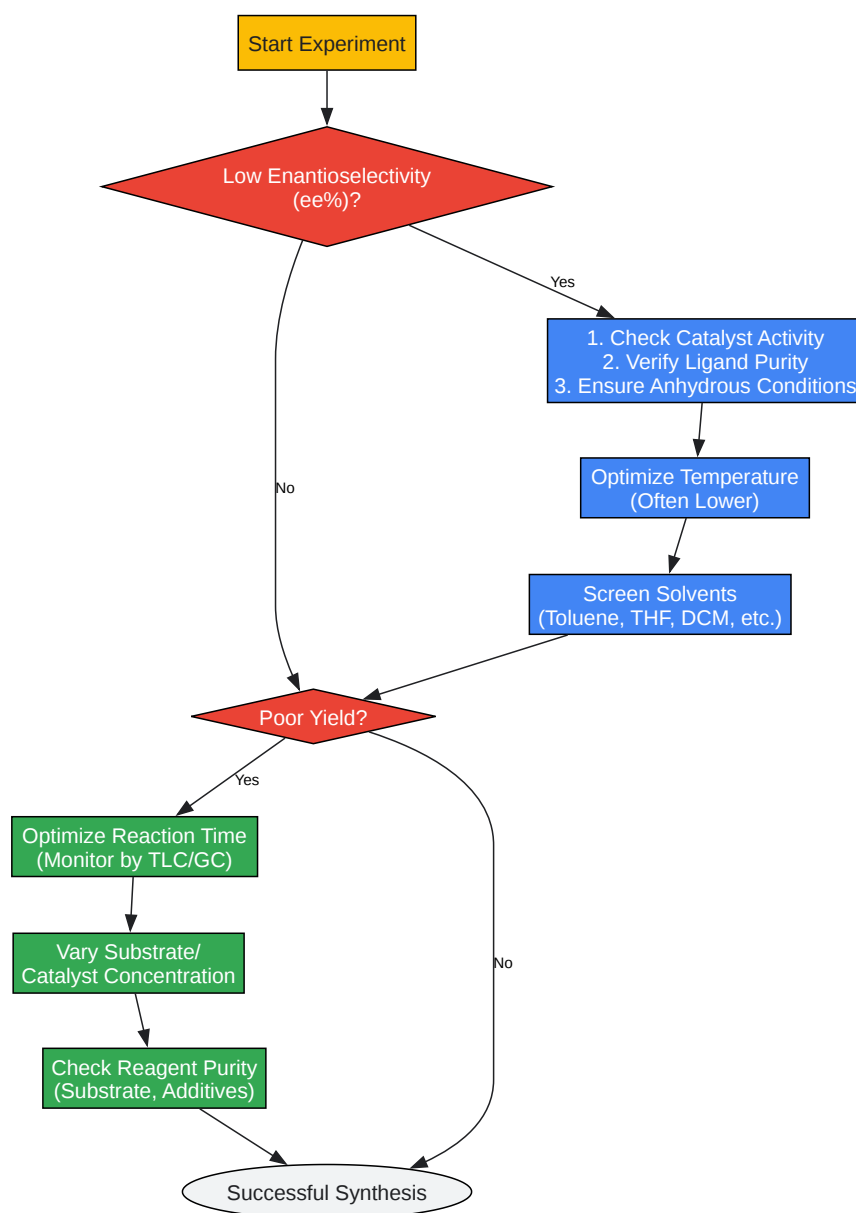 Start Experiment
Low Enantioselectivity
(ee%)?
Yes
1. Check Catalyst Activity
2. Verify Ligand Purity
3. Ensure Anhydrous Conditions
No
Optimize Temperature
(Often Lower)
Screen Solvents
(Toluene, THF, DCM, etc.)
Poor Yield?
Yes
Optimize Reaction Time
(Monitor by TLC/GC)
Vary Substrate/
Catalyst Concentration
No
Check Reagent Purity
(Substrate, Additives)
Successful Synthesis